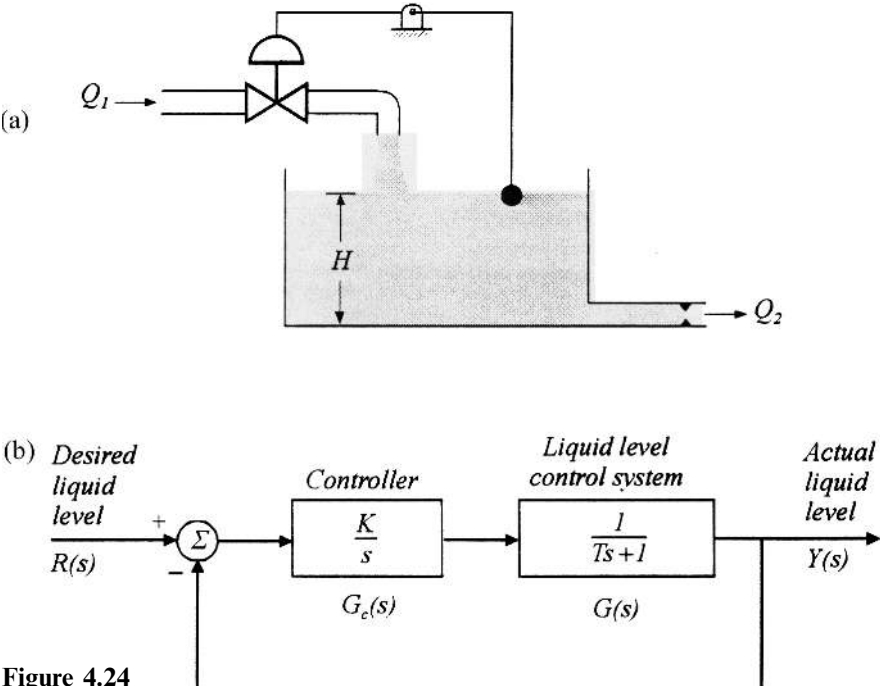 (a)
Q1
H
Q2
(b)
Desired
liquid
level
R(s)
+
−
Σ
Controller
K
s
Gc(s)
Liquid level
control system
1
Ts+1
G(s)
Actual
liquid
level
Y(s)
Figure 4.24